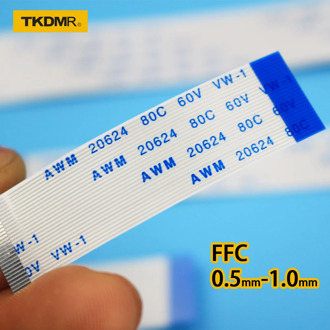 TKDMR®
AWM 20624 80C 60V VW-1
AWM 20624 80C 60V VW-1
AWM 20624 80C 60V
AWM 20624 80C
VW-1
60V VW-1
FFC
0.5mm-1.0mm